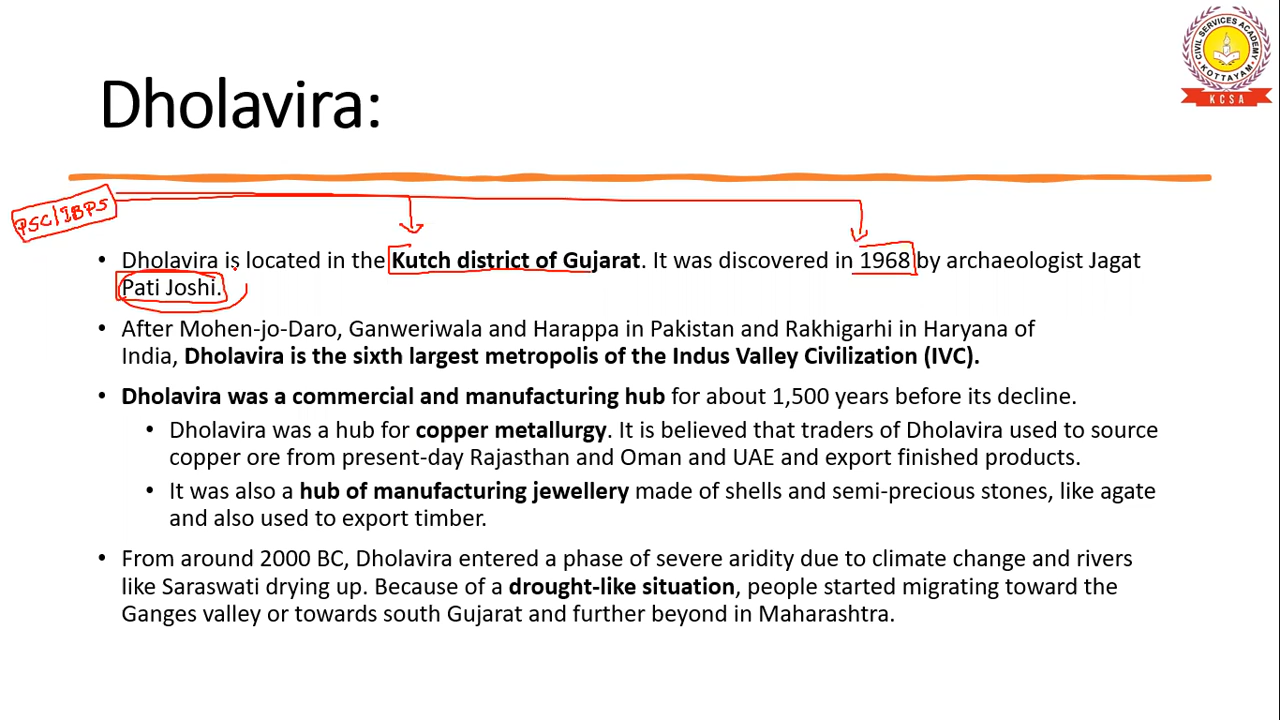 CIVIL SERVICES ACADEMY
KOTTAYAM
KCSA
Dholavira:
PSC/IBPS
• Dholavira is located in the Kutch district of Gujarat. It was discovered in 1968 by archaeologist Jagat
Pati Joshi.
• After Mohen-jo-Daro, Ganweriwala and Harappa in Pakistan and Rakhigarhi in Haryana of
India, Dholavira is the sixth largest metropolis of the Indus Valley Civilization (IVC).
• Dholavira was a commercial and manufacturing hub for about 1,500 years before its decline.
• Dholavira was a hub for copper metallurgy. It is believed that traders of Dholavira used to source
copper ore from present-day Rajasthan and Oman and UAE and export finished products.
• It was also a hub of manufacturing jewellery made of shells and semi-precious stones, like agate
and also used to export timber.
• From around 2000 BC, Dholavira entered a phase of severe aridity due to climate change and rivers
like Saraswati drying up. Because of a drought-like situation, people started migrating toward the
Ganges valley or towards south Gujarat and further beyond in Maharashtra.